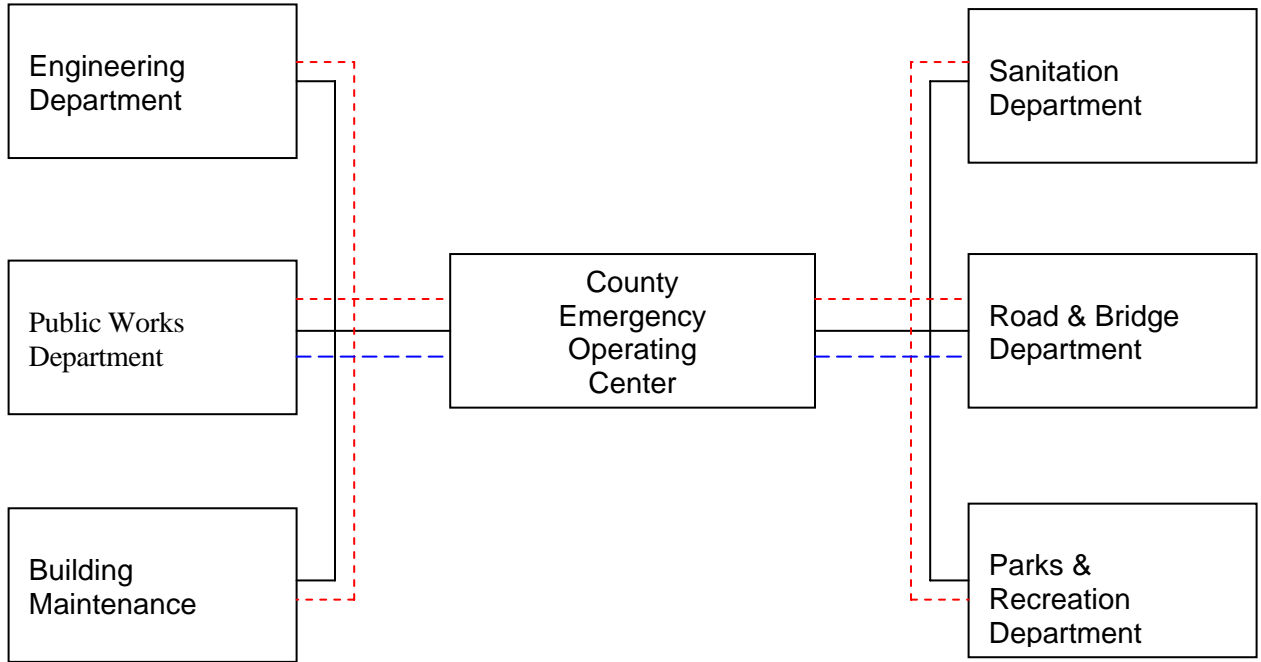 Engineering
Department
Sanitation
Department
Public Works
Department
County
Emergency
Operating
Center
Road & Bridge
Department
Building
Maintenance
Parks &
Recreation
Department